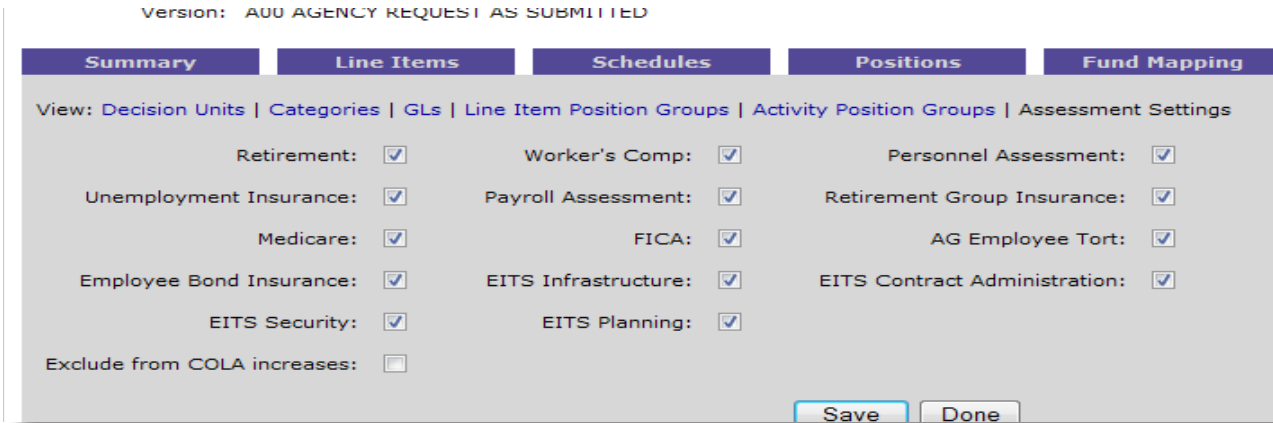 Version: A00 AGENCY REQUEST AS SUBMITTED
Summary Line Items Schedules Positions Fund Mapping
View: Decision Units | Categories | GLs | Line Item Position Groups | Activity Position Groups | Assessment Settings
Retirement: Worker's Comp: Personnel Assessment:
Unemployment Insurance: Payroll Assessment: Retirement Group Insurance:
Medicare: FICA: AG Employee Tort:
Employee Bond Insurance: EITS Infrastructure: EITS Contract Administration:
EITS Security: EITS Planning:
Exclude from COLA increases:
Save Done